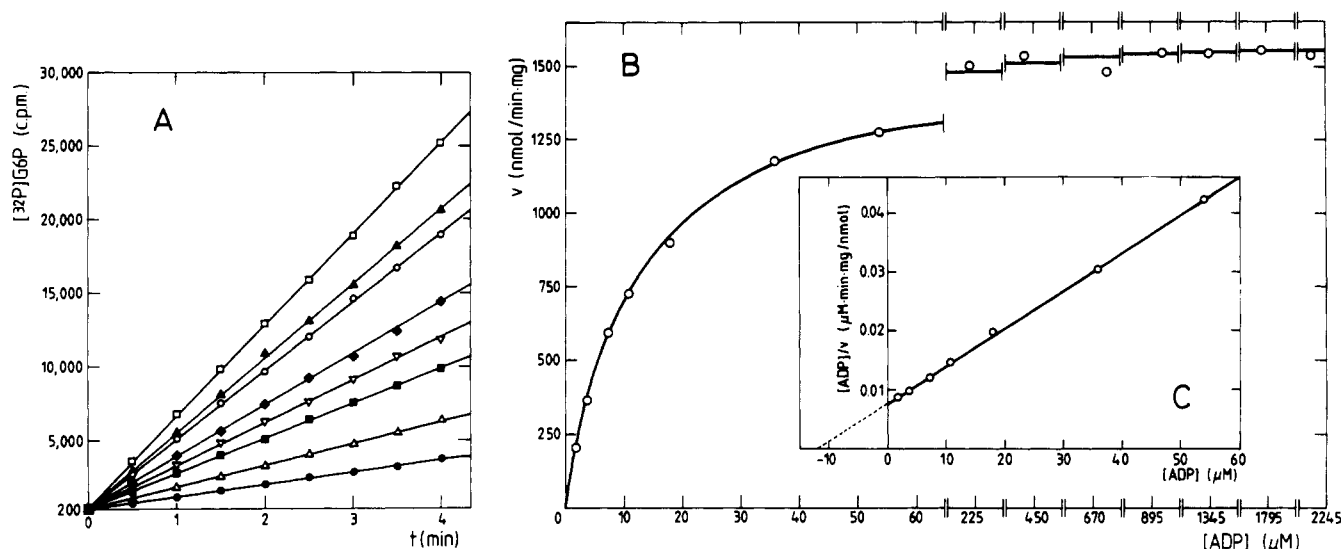 A
[32P]G6P (c.p.m.)
30,000
25,000
20,000
15,000
10,000
5,000
200
0 1 2 3 4
t (min)
B
v (nmol/min·mg)
1500
1250
1000
750
500
250
0 10 20 30 40 50 60 225 450 670 895 1345 1795 2245
[ADP] (µM)
C
[ADP]/v (µM·min·mg/nmol)
0.04
0.03
0.02
0.01
-10 0 10 20 30 40 50 60
[ADP] (µM)